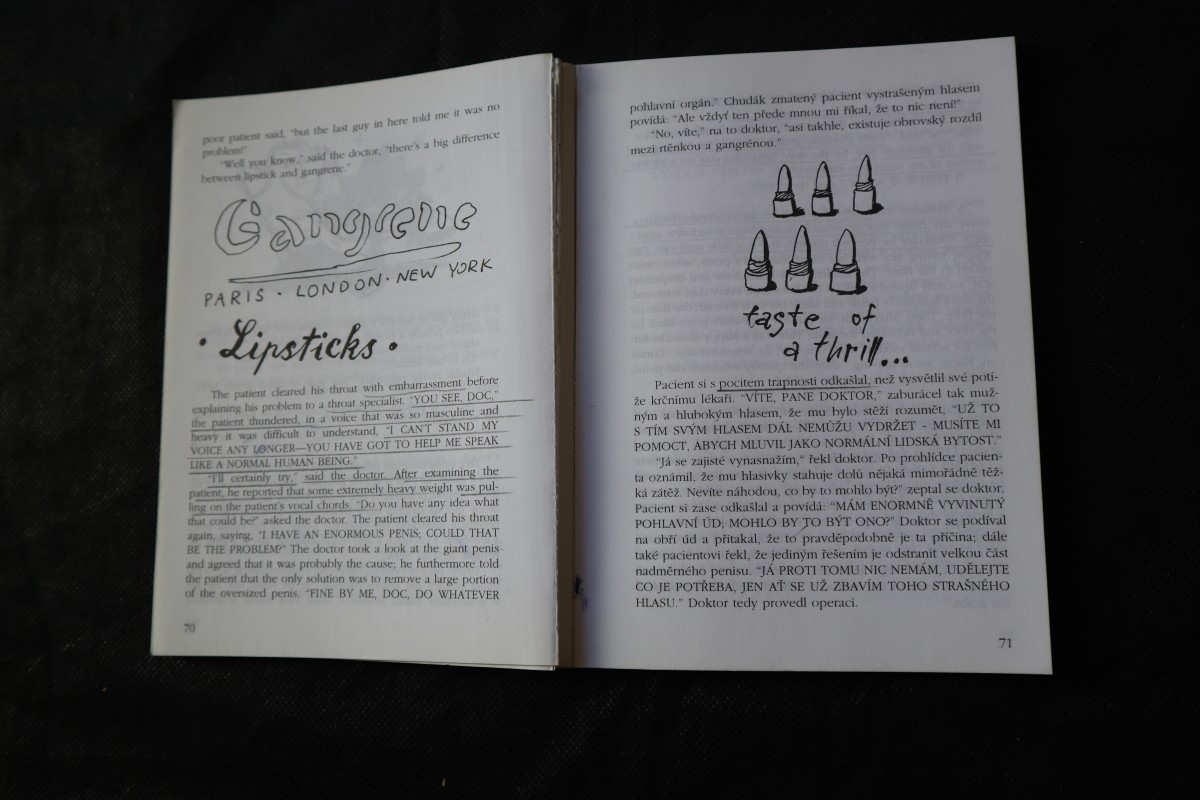 poor patient said, "but the last guy in here told me it was no
problem!"
"Well you know," said the doctor, "there's a big difference
between lipstick and gangrene."
Gangrene
PARIS · LONDON · NEW YORK
· Lipsticks ·
The patient cleared his throat with embarrassment before
explaining his problem to a throat specialist. "YOU SEE, DOC,"
the patient thundered, in a voice that was so masculine and
heavy it was difficult to understand, "I CAN'T STAND MY
VOICE ANY LONGER—YOU HAVE GOT TO HELP ME SPEAK
LIKE A NORMAL HUMAN BEING."
"I'll certainly try," said the doctor. After examining the
patient, he reported that some extremely heavy weight was pul-
ling on the patient's vocal chords. "Do you have any idea what
that could be?" asked the doctor. The patient cleared his throat
again, saying, "I HAVE AN ENORMOUS PENIS; COULD THAT
BE THE PROBLEM?" The doctor took a look at the giant penis
and agreed that it was probably the cause; he furthermore told
the patient that the only solution was to remove a large portion
of the oversized penis. "FINE BY ME, DOC, DO WHATEVER
70
pohlavní orgán." Chudák zmatený pacient vystrašeným hlasem
povídá: "Ale vždyť ten přede mnou mi říkal, že to nic není!"
"No, víte," na to doktor, "asi takhle, existuje obrovský rozdíl
mezi rtěnkou a gangrénou."
taste of
a thrill...
Pacient si s pocitem trapnosti odkašlal, než vysvětlil své potí-
že krčnímu lékaři. "VÍTE, PANE DOKTOR," zaburácel tak muž-
ným a hlubokým hlasem, že mu bylo stěží rozumět, "UŽ TO
S TÍM SVÝM HLASEM DÁL NEMŮŽU VYDRŽET - MUSÍTE MI
POMOCT, ABYCH MLUVIL JAKO NORMÁLNÍ LIDSKÁ BYTOST."
"Já se zajisté vynasnažím," řekl doktor. Po prohlídce pacien-
ta oznámil, že mu hlasivky stahuje dolů nějaká mimořádně těž-
ká zátěž. Nevíte náhodou, co by to mohlo být?" zeptal se doktor.
Pacient si zase odkašlal a povídá: "MÁM ENORMNĚ VYVINUTÝ
POHLAVNÍ ÚD; MOHLO BY TO BÝT ONO?" Doktor se podíval
na obří úd a přitakal, že to pravděpodobně je ta příčina; dále
také pacientovi řekl, že jediným řešením je odstranit velkou část
nadměrného penisu. "JÁ PROTI TOMU NIC NEMÁM, UDĚLEJTE
CO JE POTŘEBA, JEN AŤ SE UŽ ZBAVÍM TOHO STRAŠNÉHO
HLASU." Doktor tedy provedl operaci.
71